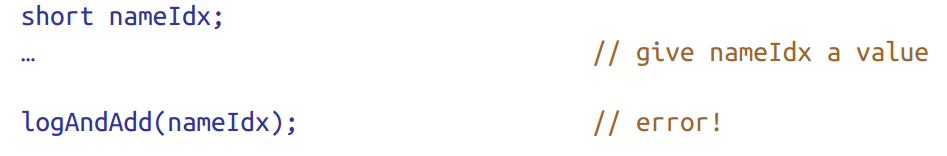 short nameIdx;
… // give nameIdx a value
logAndAdd(nameIdx); // error!